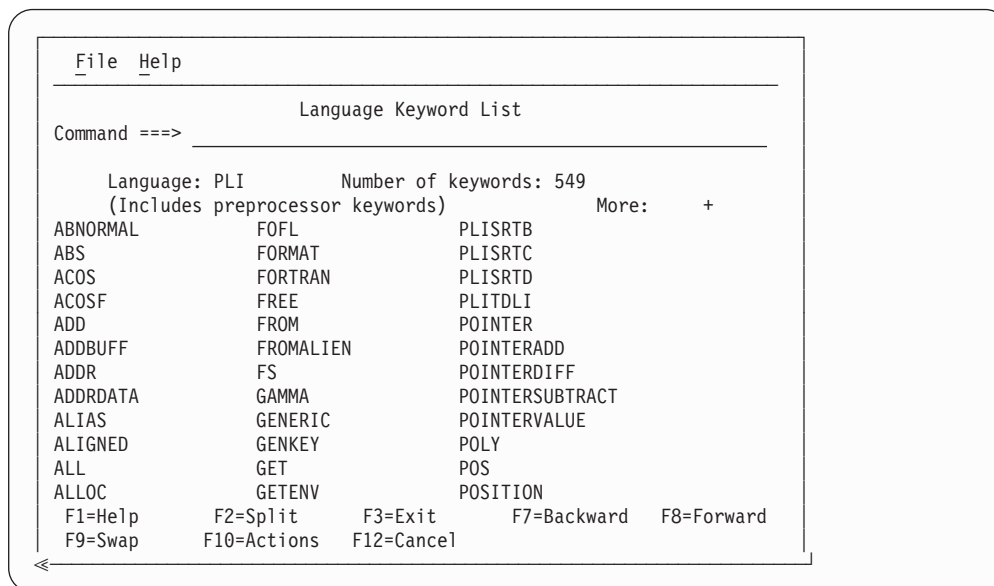 File Help
Language Keyword List
Command ===>
Language: PLI Number of keywords: 549
(Includes preprocessor keywords) More: +
ABNORMAL FOFL PLISRTB
ABS FORMAT PLISRTC
ACOS FORTRAN PLISRTD
ACOSF FREE PLITDLI
ADD FROM POINTER
ADDBUFF FROMALIEN POINTERADD
ADDR FS POINTERDIFF
ADDRDATA GAMMA POINTERSUBTRACT
ALIAS GENERIC POINTERVALUE
ALIGNED GENKEY POLY
ALL GET POS
ALLOC GETENV POSITION
F1=Help F2=Split F3=Exit F7=Backward F8=Forward
F9=Swap F10=Actions F12=Cancel